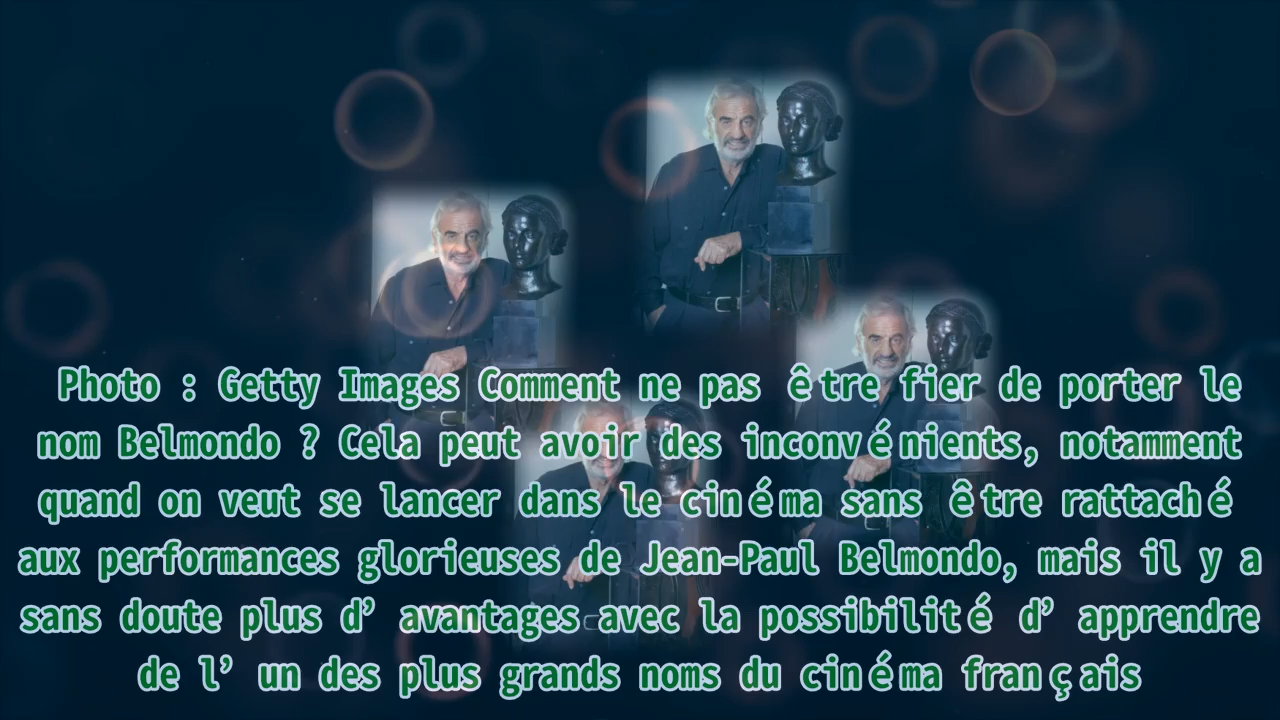 Photo : Getty Images Comment ne pas être fier de porter le
nom Belmondo ? Cela peut avoir des inconvénients, notamment
quand on veut se lancer dans le cinéma sans être rattaché
aux performances glorieuses de Jean-Paul Belmondo, mais il y a
sans doute plus d’ avantages avec la possibilité d’ apprendre
de l’ un des plus grands noms du cinéma français